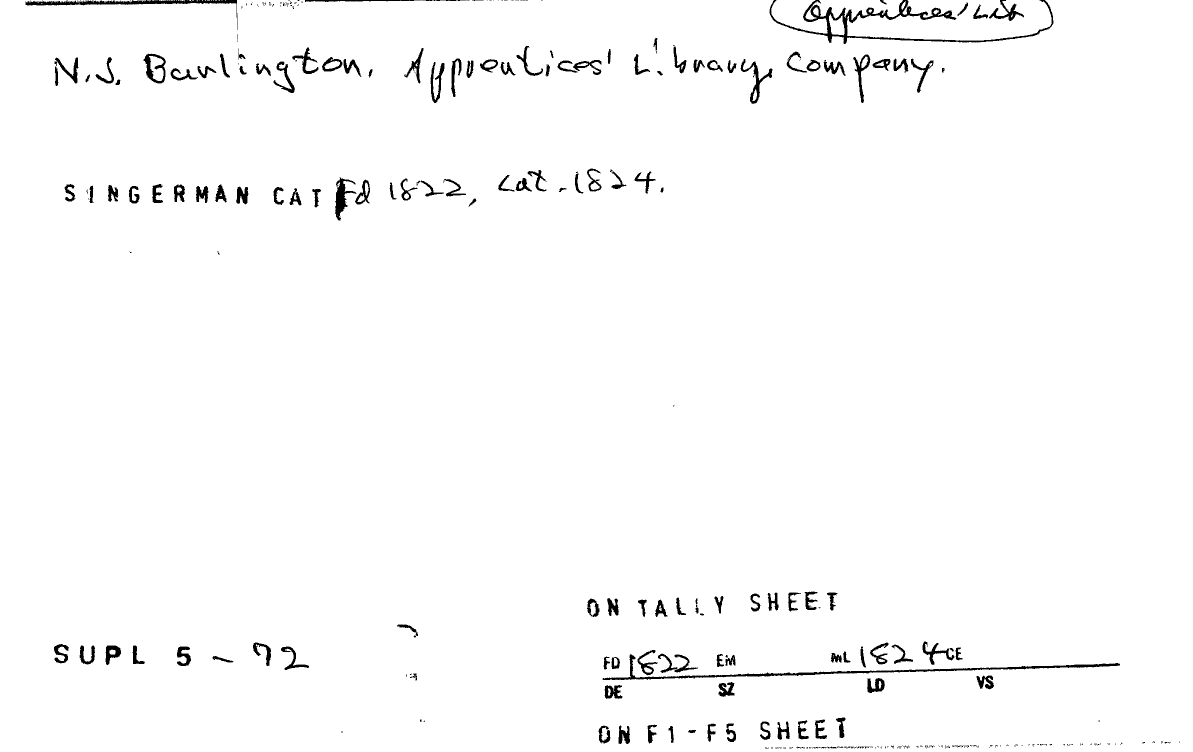 Apprentices' Lib
N.J. Burlington. Apprentices' Library, Company.
SINGERMAN CAT Fd 1822, Cat. 1824.
ON TALLY SHEET
SUPL 5 - 92
FD 1822 EM ML 1824 CE
DE SZ LD VS
ON F1-F5 SHEET